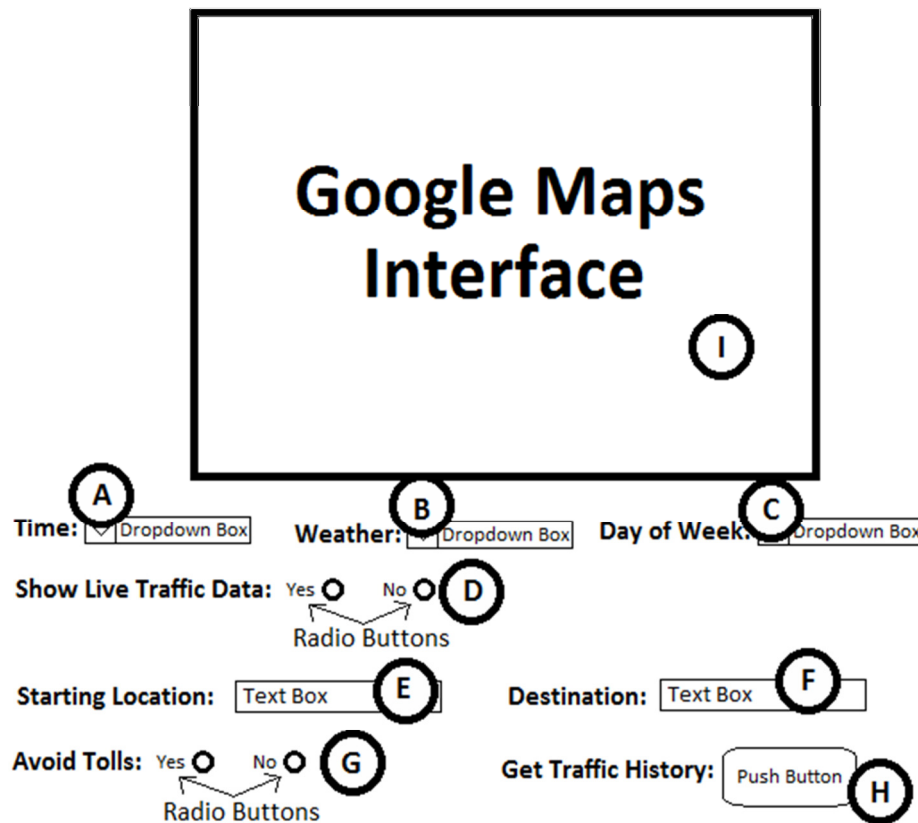 Google Maps
Interface
I
A
B
C
Time: Dropdown Box
Weather: Dropdown Box
Day of Week: Dropdown Box
Show Live Traffic Data: Yes No D
Radio Buttons
Starting Location: Text Box E
Destination: Text Box F
Avoid Tolls: Yes No G
Radio Buttons
Get Traffic History: Push Button H